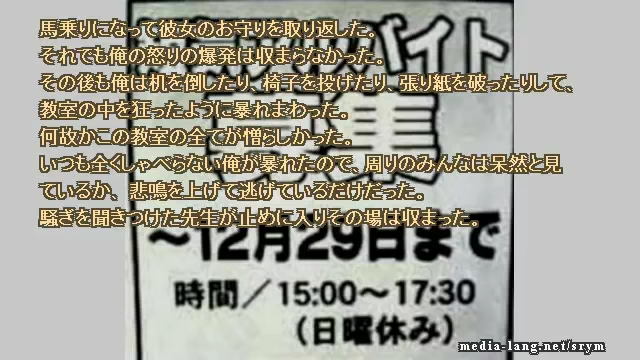 馬乗りになって彼女のお守りを取り返した。
それでも俺の怒りの爆発は収まらなかった。
その後も俺は机を倒したり、椅子を投げたり、張り紙を破ったりして、
教室の中を狂ったように暴れまわった。
何故かこの教室の全てが憎らしかった。
いつも全くしゃべらない俺が暴れたので、周りのみんなは呆然と見
ているか、悲鳴を上げて逃げているだけだった。
騒ぎを聞きつけた先生が止めに入りその場は収まった。
バイト
募集
～12月29日まで
時間／15:00～17:30
（日曜休み）
media-lang.net/srym